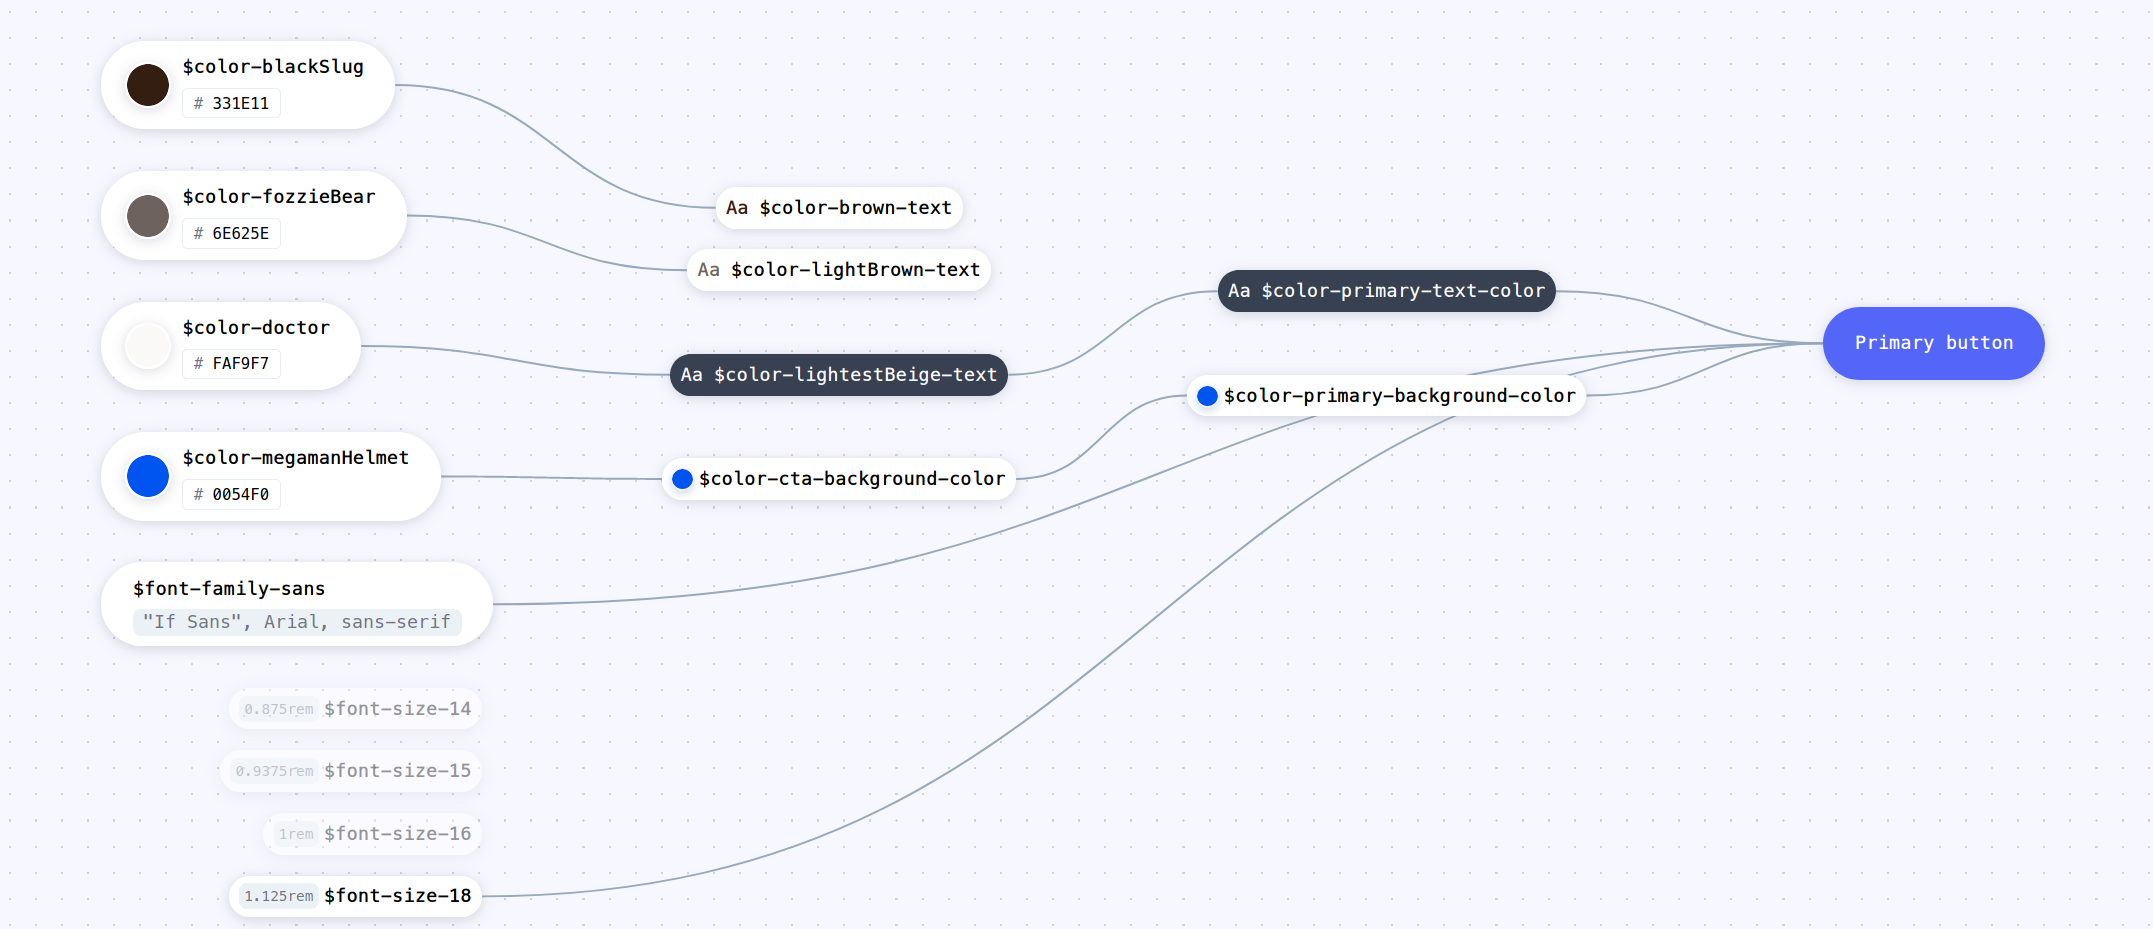 $color-blackSlug
# 331E11
$color-fozzieBear
# 6E625E
$color-doctor
# FAF9F7
$color-megamanHelmet
# 0054F0
$font-family-sans
"If Sans", Arial, sans-serif
0.875rem $font-size-14
0.9375rem $font-size-15
1rem $font-size-16
1.125rem $font-size-18
Aa $color-brown-text
Aa $color-lightBrown-text
Aa $color-lightestBeige-text
$color-cta-background-color
Aa $color-primary-text-color
$color-primary-background-color
Primary button